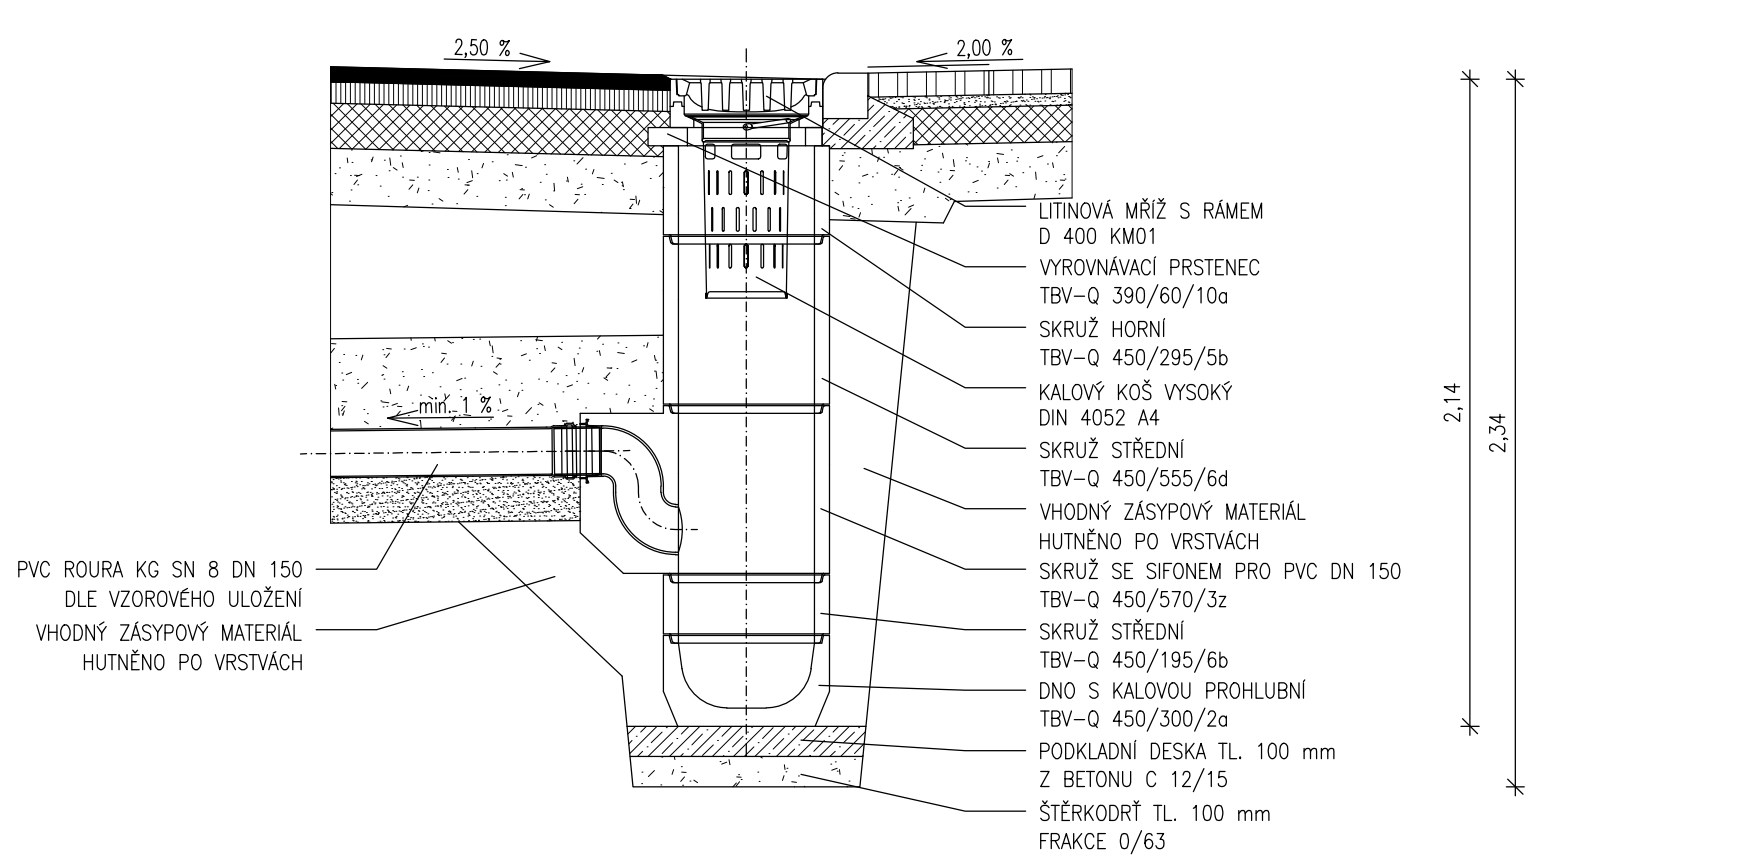 2,50 %
2,00 %
LITINOVÁ MŘÍŽ S RÁMEM
D 400 KM01
VYROVNÁVACÍ PRSTENEC
TBV-Q 390/60/10a
SKRUŽ HORNÍ
TBV-Q 450/295/5b
KALOVÝ KOŠ VYSOKÝ
DIN 4052 A4
SKRUŽ STŘEDNÍ
TBV-Q 450/555/6d
VHODNÝ ZÁSYPOVÝ MATERIÁL
HUTNĚNO PO VRSTVÁCH
SKRUŽ SE SIFONEM PRO PVC DN 150
TBV-Q 450/570/3z
SKRUŽ STŘEDNÍ
TBV-Q 450/195/6b
DNO S KALOVOU PROHLUBNÍ
TBV-Q 450/300/2a
PODKLADNÍ DESKA TL. 100 mm
Z BETONU C 12/15
ŠTĚRKODRŤ TL. 100 mm
FRAKCE 0/63
min. 1 %
PVC ROURA KG SN 8 DN 150
DLE VZOROVÉHO ULOŽENÍ
VHODNÝ ZÁSYPOVÝ MATERIÁL
HUTNĚNO PO VRSTVÁCH
2,14
2,34